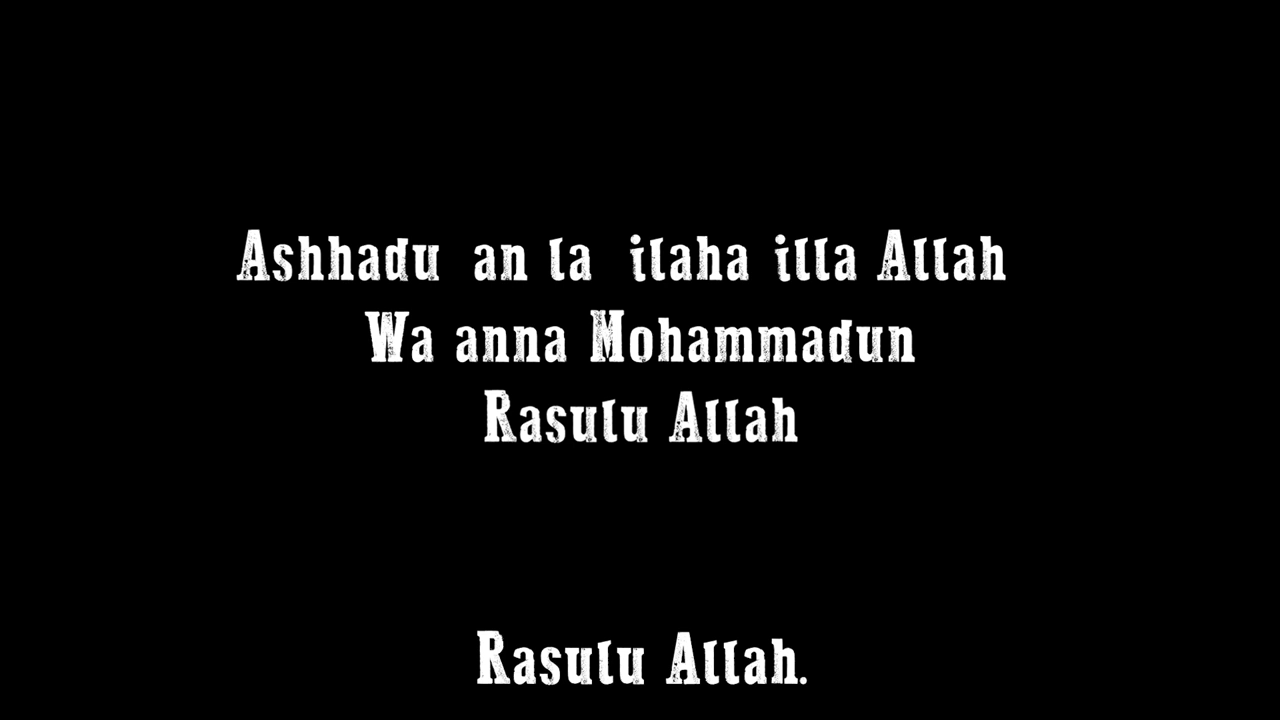 Ashhadu an la ilaha illa Allah
Wa anna Mohammadun
Rasulu Allah
Rasulu Allah.